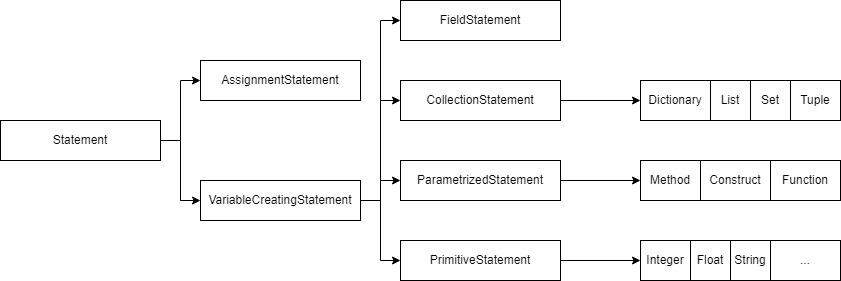 FieldStatement
AssignmentStatement
CollectionStatement
Dictionary List Set Tuple
Statement
ParametrizedStatement
Method Construct Function
VariableCreatingStatement
PrimitiveStatement
Integer Float String ...